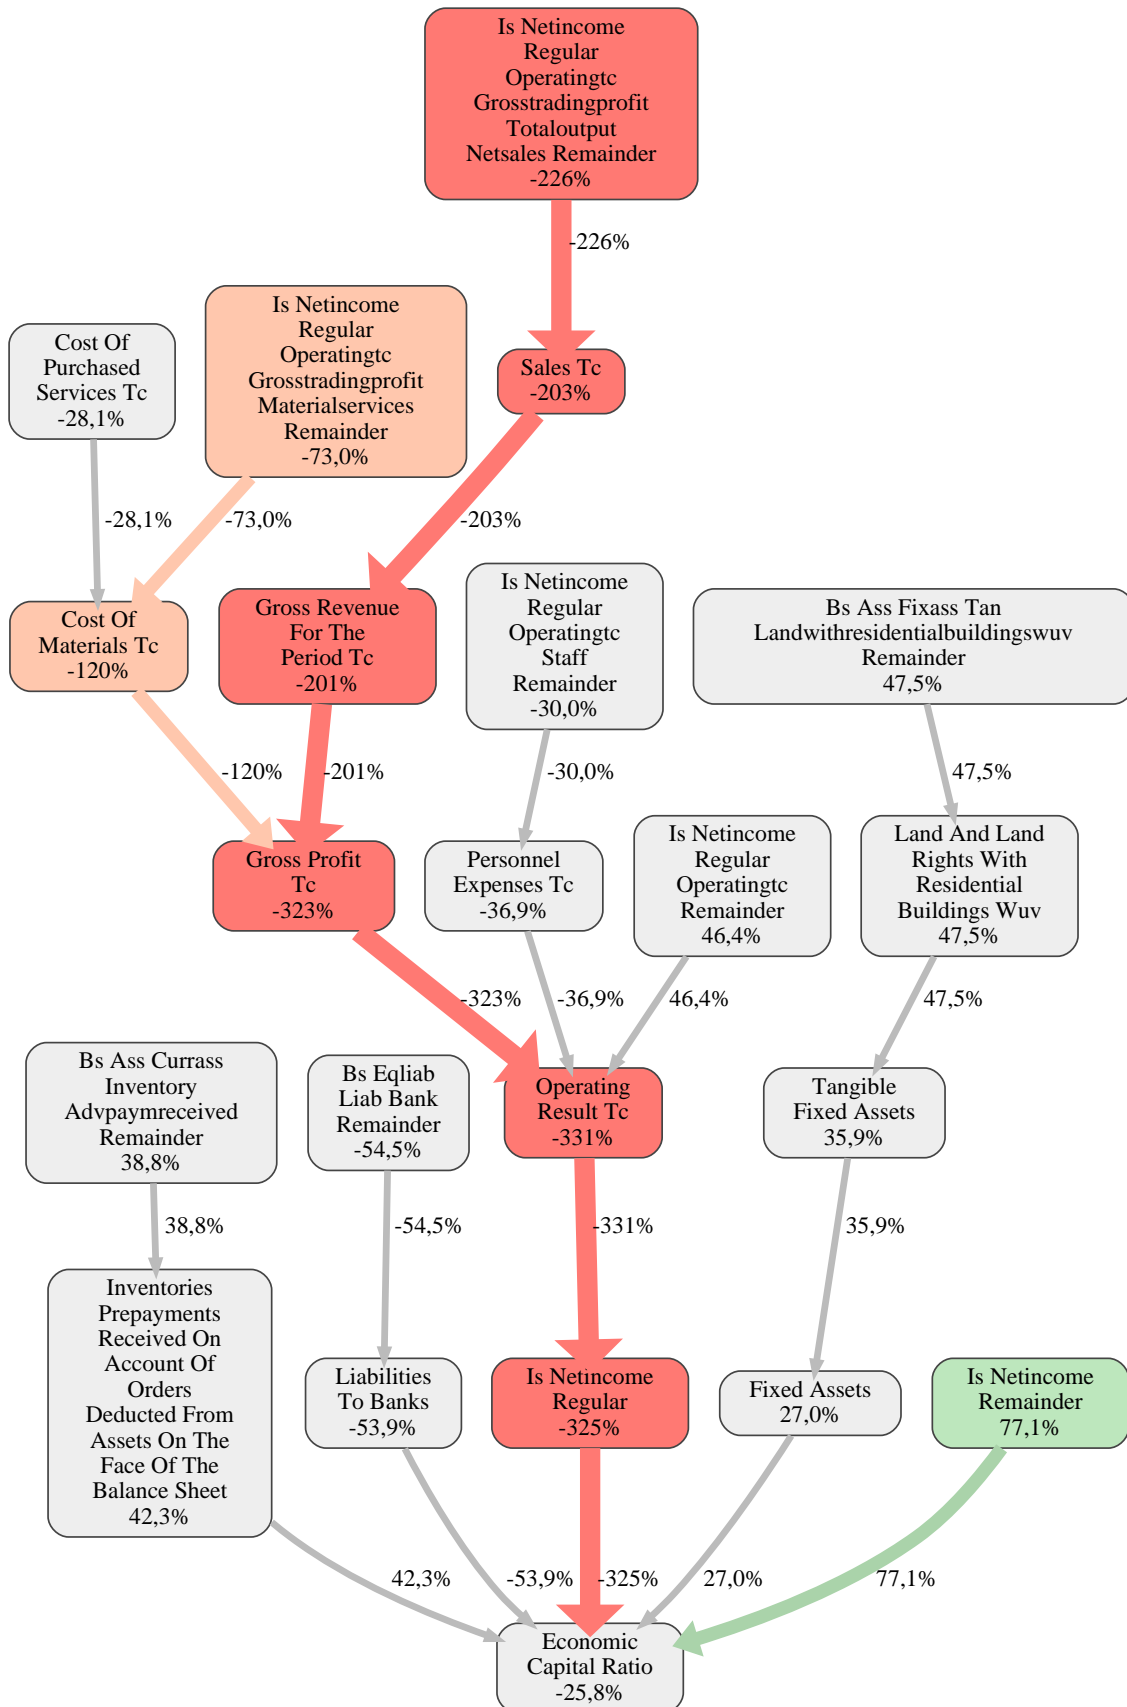 Is Netincome
Regular
Operatingtc
Grosstradingprofit
Totaloutput
Netsales Remainder
-226%
-226%
Cost Of
Purchased
Services Tc
-28,1%
Is Netincome
Regular
Operatingtc
Grosstradingprofit
Materialservices
Remainder
-73,0%
Sales Tc
-203%
-28,1%
-73,0%
-203%
Cost Of
Materials Tc
-120%
Gross Revenue
For The
Period Tc
-201%
Is Netincome
Regular
Operatingtc
Staff
Remainder
-30,0%
Bs Ass Fixass Tan
Landwithresidentialbuildingswuv
Remainder
47,5%
-120%
-201%
-30,0%
47,5%
Gross Profit
Tc
-323%
Personnel
Expenses Tc
-36,9%
Is Netincome
Regular
Operatingtc
Remainder
46,4%
Land And Land
Rights With
Residential
Buildings Wuv
47,5%
-323%
-36,9%
46,4%
47,5%
Bs Ass Currass
Inventory
Advpaymreceived
Remainder
38,8%
Bs Eqliab
Liab Bank
Remainder
-54,5%
Operating
Result Tc
-331%
Tangible
Fixed Assets
35,9%
38,8%
-54,5%
-331%
35,9%
Inventories
Prepayments
Received On
Account Of
Orders
Deducted From
Assets On The
Face Of The
Balance Sheet
42,3%
Liabilities
To Banks
-53,9%
Is Netincome
Regular
-325%
Fixed Assets
27,0%
Is Netincome
Remainder
77,1%
42,3%
-53,9%
-325%
27,0%
77,1%
Economic
Capital Ratio
-25,8%